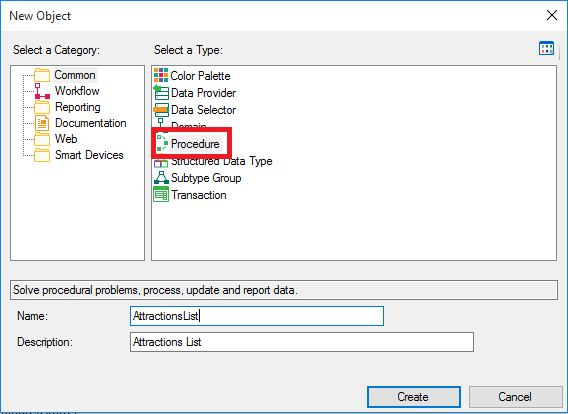 New Object
Select a Category:
Select a Type:
Common
Workflow
Reporting
Documentation
Web
Smart Devices
Color Palette
Data Provider
Data Selector
Domain
Procedure
Structured Data Type
Subtype Group
Transaction
Solve procedural problems, process, update and report data.
Name:
AttractionsList
Description:
Attractions List
Create
Cancel